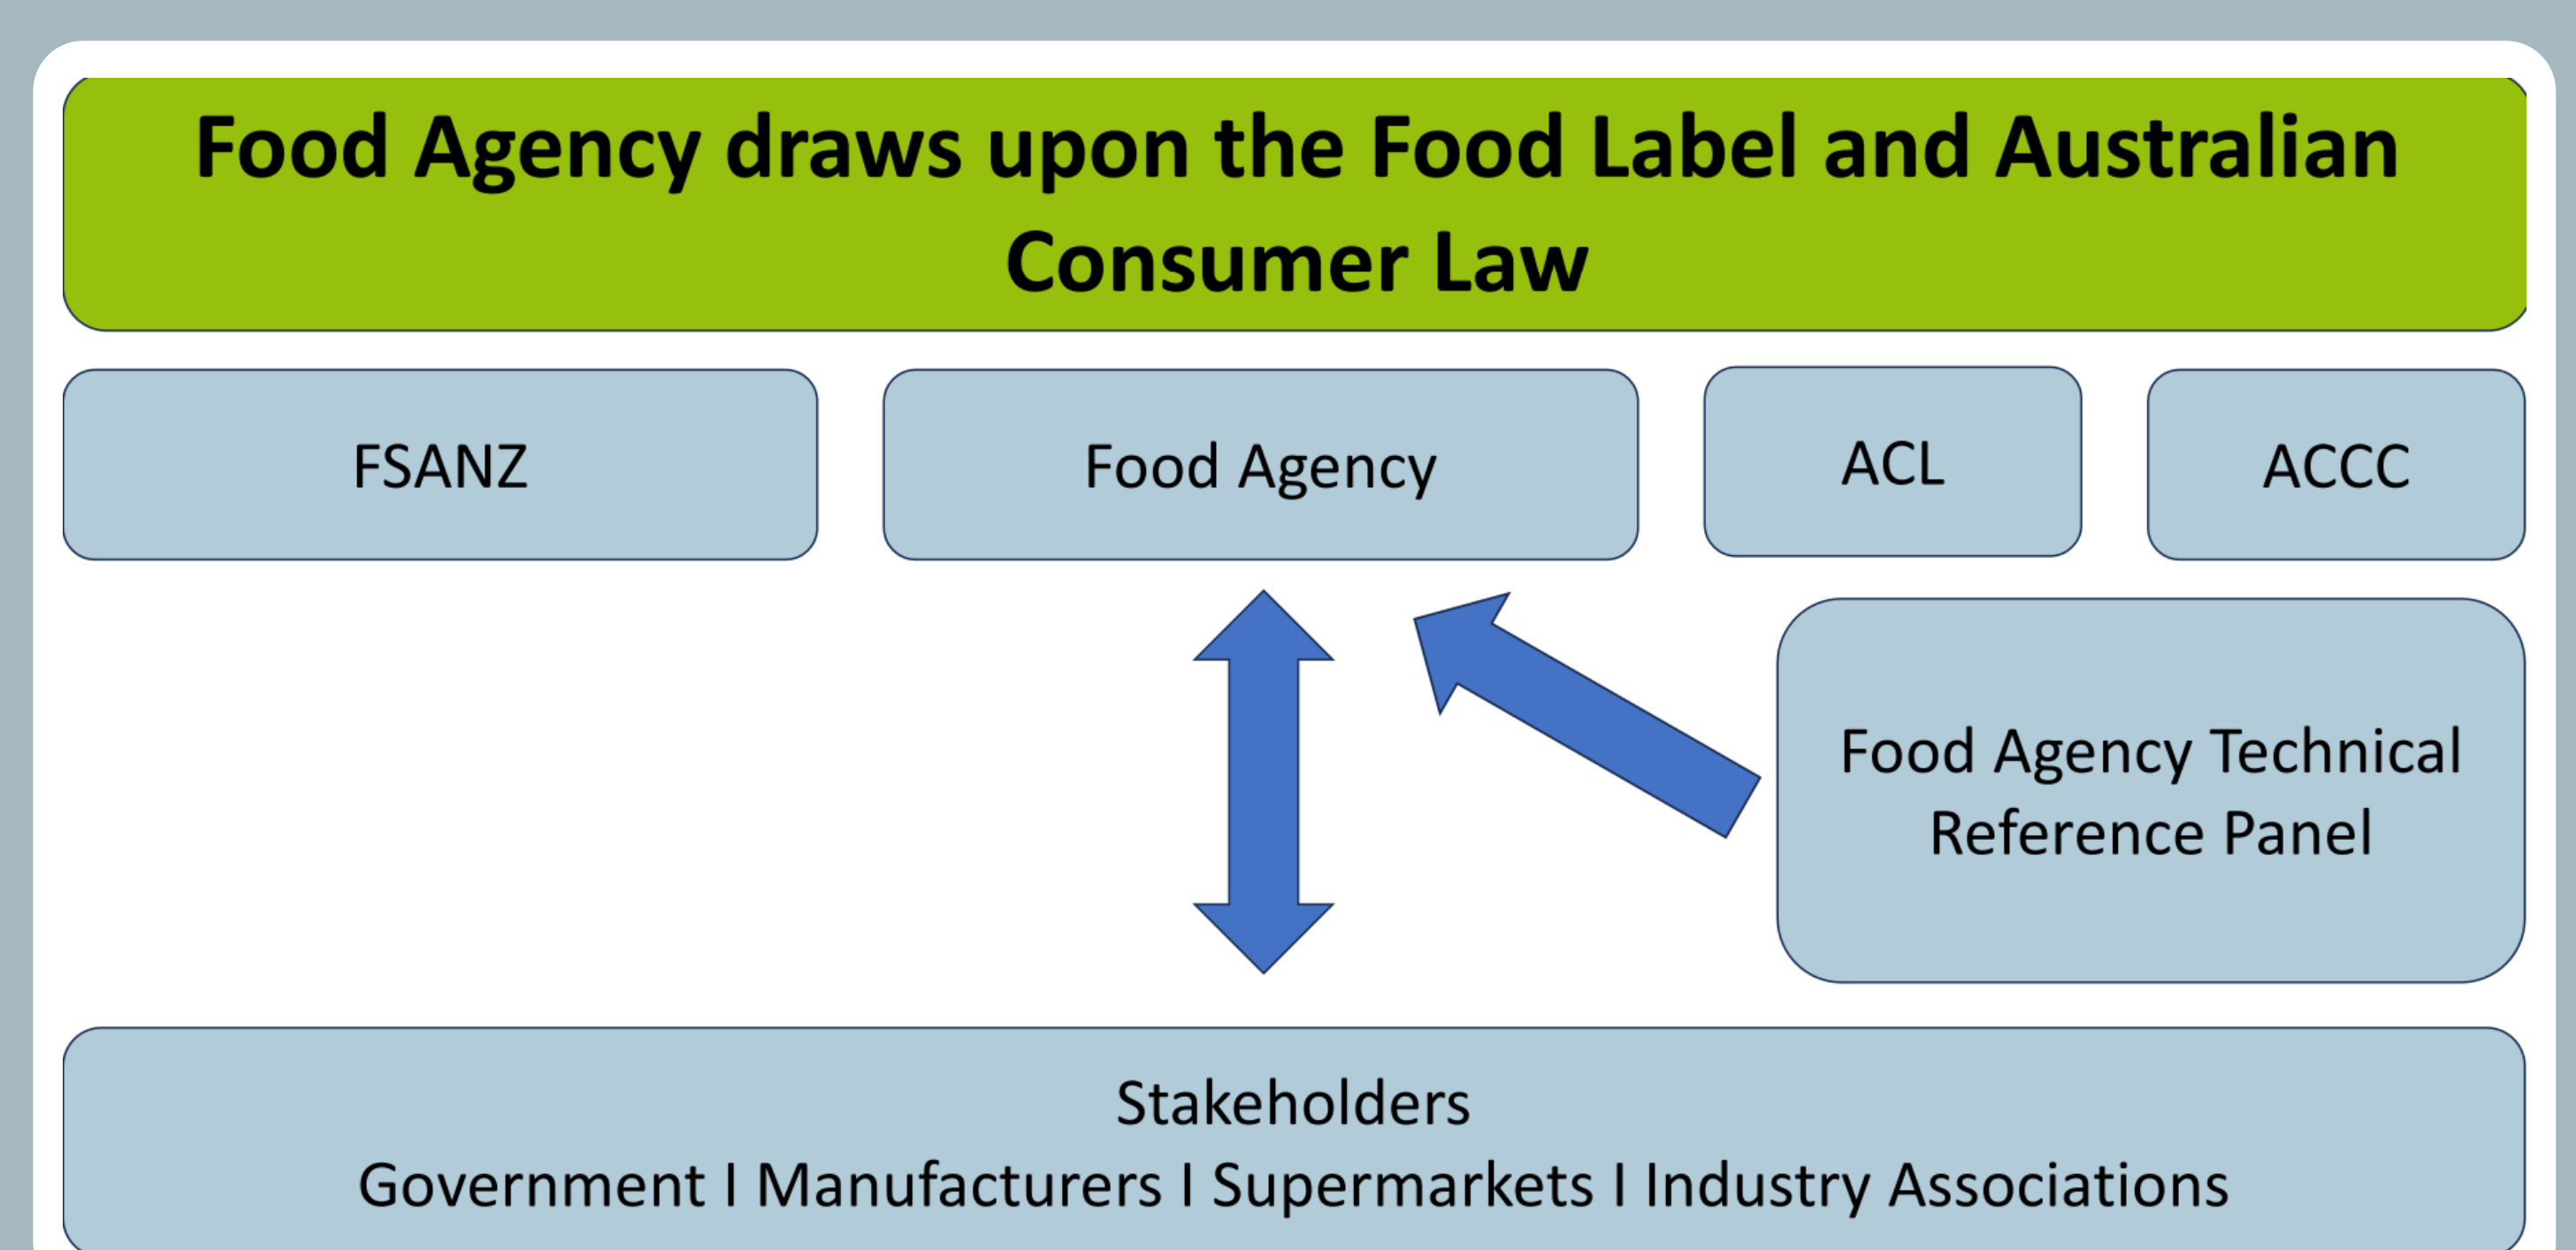 Food Agency draws upon the Food Label and Australian
Consumer Law
FSANZ
Food Agency
ACL
ACCC
Food Agency Technical
Reference Panel
Stakeholders
Government I Manufacturers I Supermarkets I Industry Associations